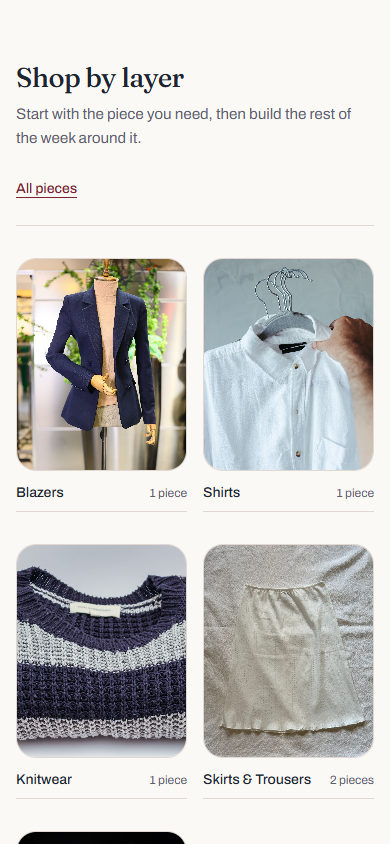 Shop by layer
Start with the piece you need, then build the rest of
the week around it.
All pieces
Blazers 1 piece
Shirts 1 piece
Knitwear 1 piece
Skirts & Trousers 2 pieces